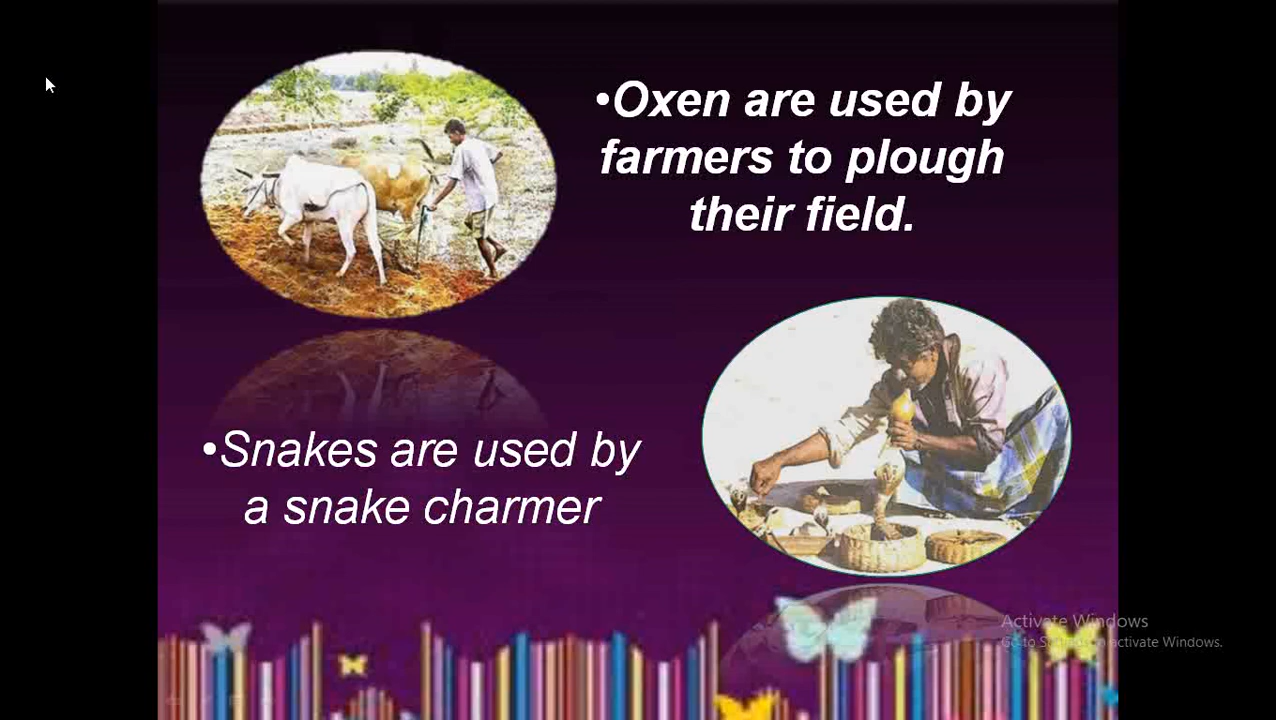 •Oxen are used by
farmers to plough
their field.
•Snakes are used by
a snake charmer
Activate Windows
Go to Settings to activate Windows.